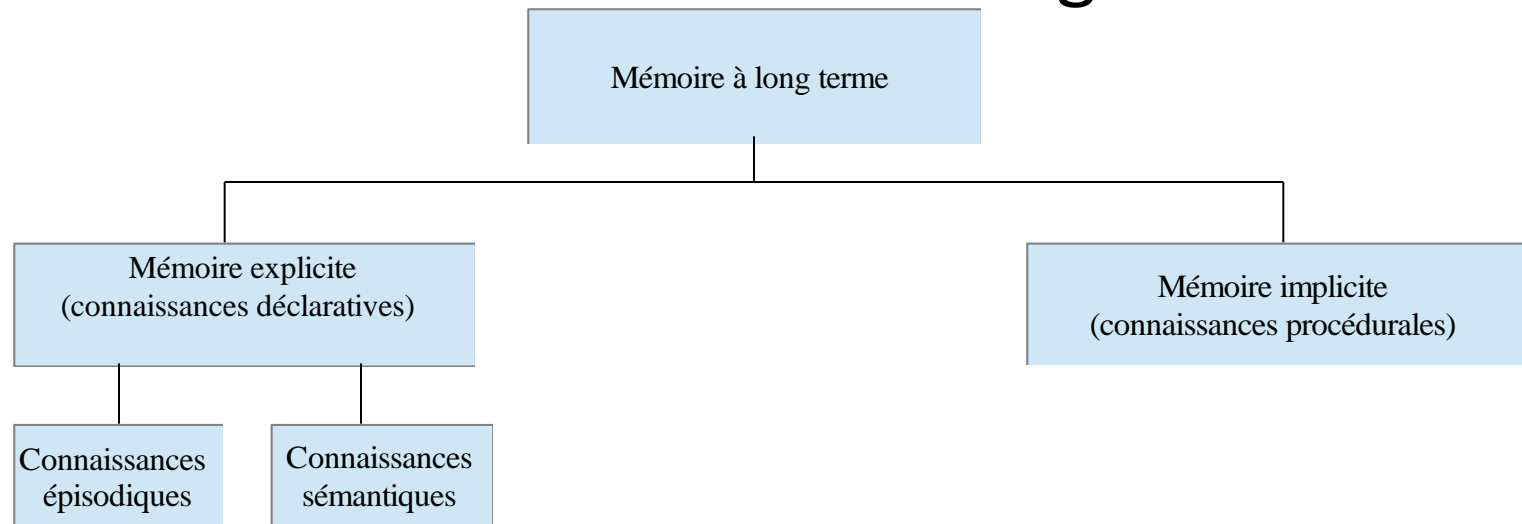 Mémoire à long terme
Mémoire explicite
(connaissances déclaratives)
Mémoire implicite
(connaissances procédurales)
Connaissances
épisodiques
Connaissances
sémantiques